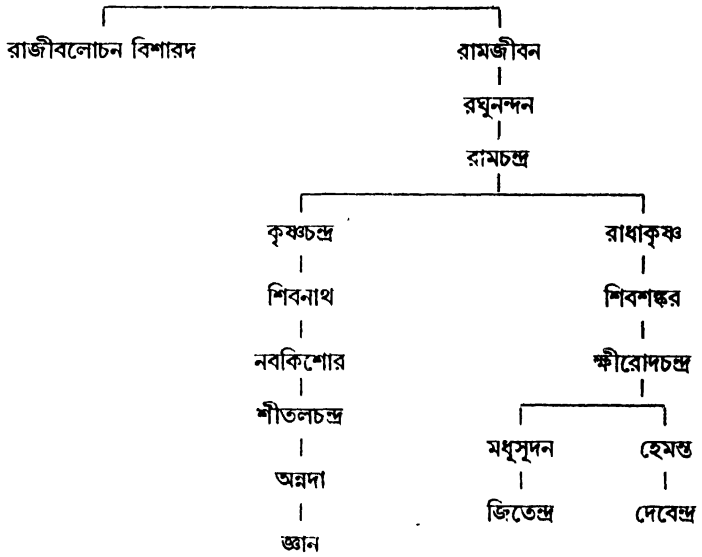 রাজীবলোচন বিশারদ রামজীবন
রঘুনন্দন
রামচন্দ্র
কৃষ্ণচন্দ্র রাধাকৃষ্ণ
শিবনাথ শিবশঙ্কর
নবকিশোর ক্ষীরোদচন্দ্র
শীতলচন্দ্র
মধুসূদন হেমন্ত
অন্নদা
জিতেন্দ্র দেবেন্দ্র
জ্ঞান